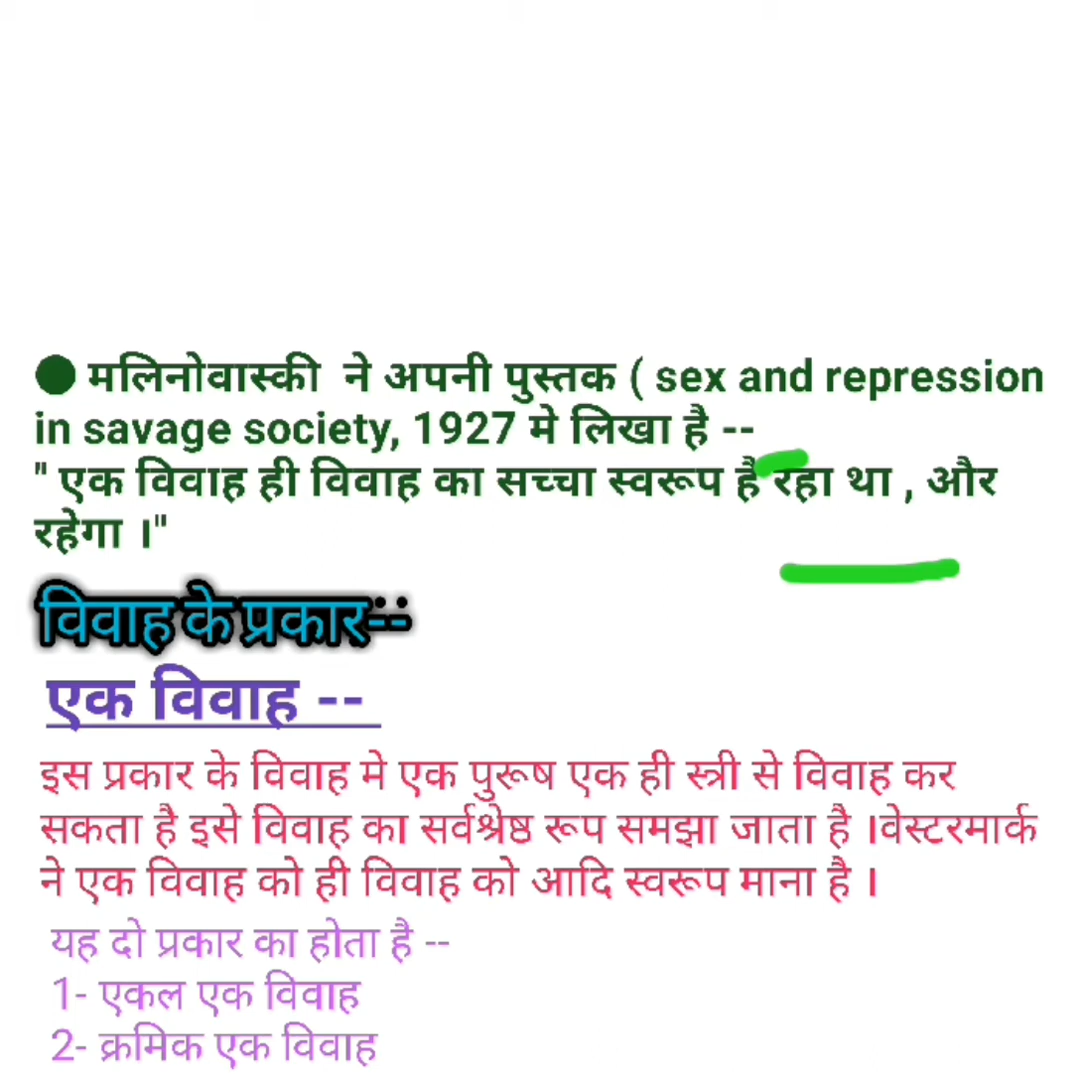 ● मलिनोवास्की ने अपनी पुस्तक ( sex and repression
in savage society, 1927 मे लिखा है --
" एक विवाह ही विवाह का सच्चा स्वरूप है रहा था , और
रहेगा ।"
विवाह के प्रकार--
एक विवाह --
इस प्रकार के विवाह मे एक पुरूष एक ही स्त्री से विवाह कर
सकता है इसे विवाह का सर्वश्रेष्ठ रूप समझा जाता है ।वेस्टरमार्क
ने एक विवाह को ही विवाह को आदि स्वरूप माना है ।
यह दो प्रकार का होता है --
1- एकल एक विवाह
2- क्रमिक एक विवाह